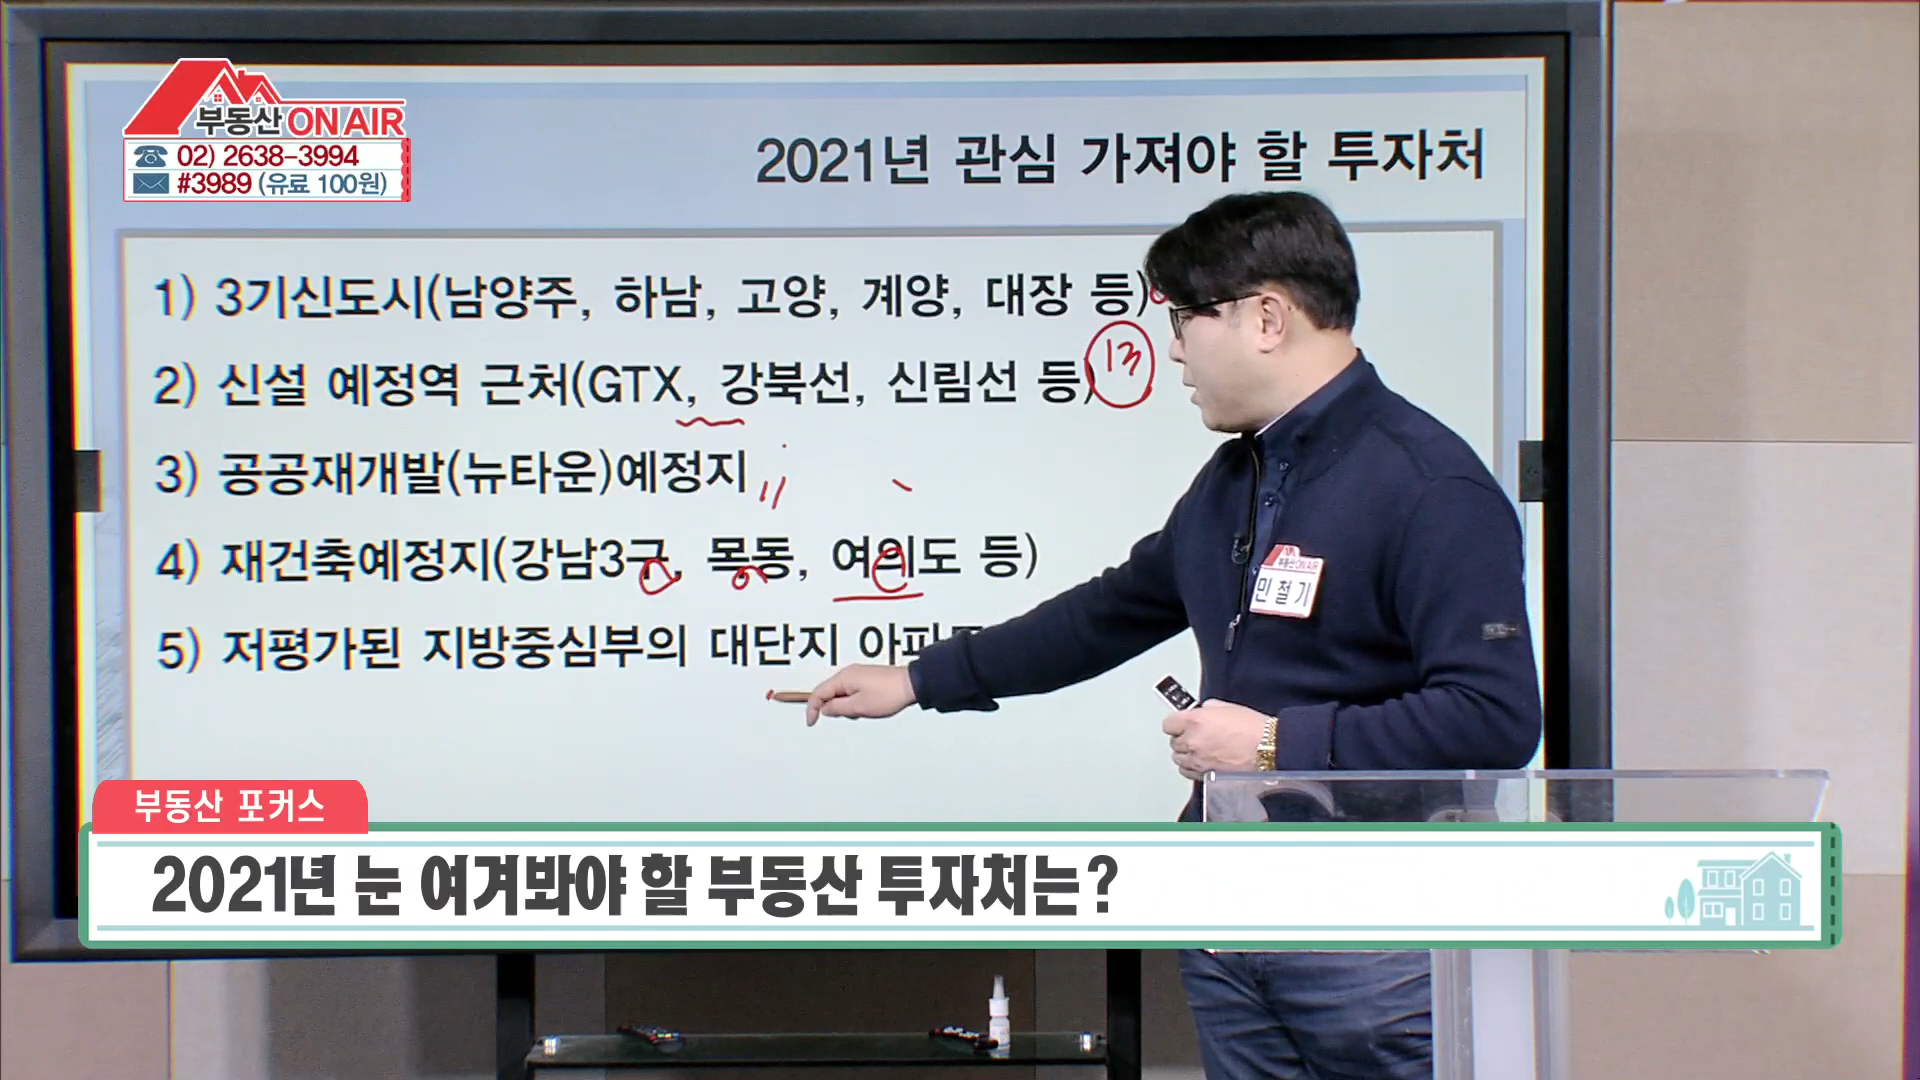 부동산 ON AIR
02) 2638-3994
#3989 (유료 100원)
2021년 관심 가져야 할 투자처
1) 3기신도시(남양주, 하남, 고양, 계양, 대장 등)
2) 신설 예정역 근처(GTX, 강북선, 신림선 등)
13
3) 공공재개발(뉴타운)예정지
4) 재건축예정지(강남3구, 목동, 여의도 등)
5) 저평가된 지방중심부의 대단지
부동산 ON AIR
민철기
부동산 포커스
2021년 눈 여겨봐야 할 부동산 투자처는?